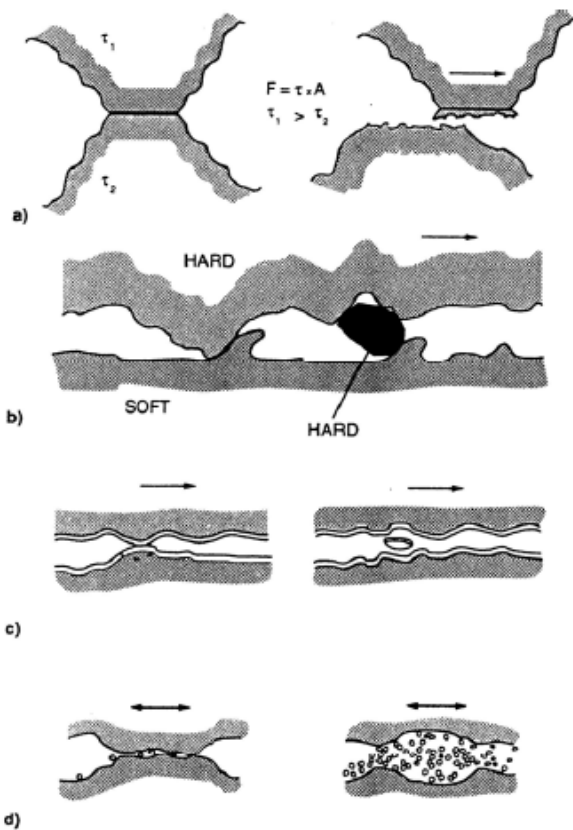 τ₁
F = τ × A
τ₁ > τ₂
τ₂
a)
HARD
SOFT
HARD
b)
c)
d)